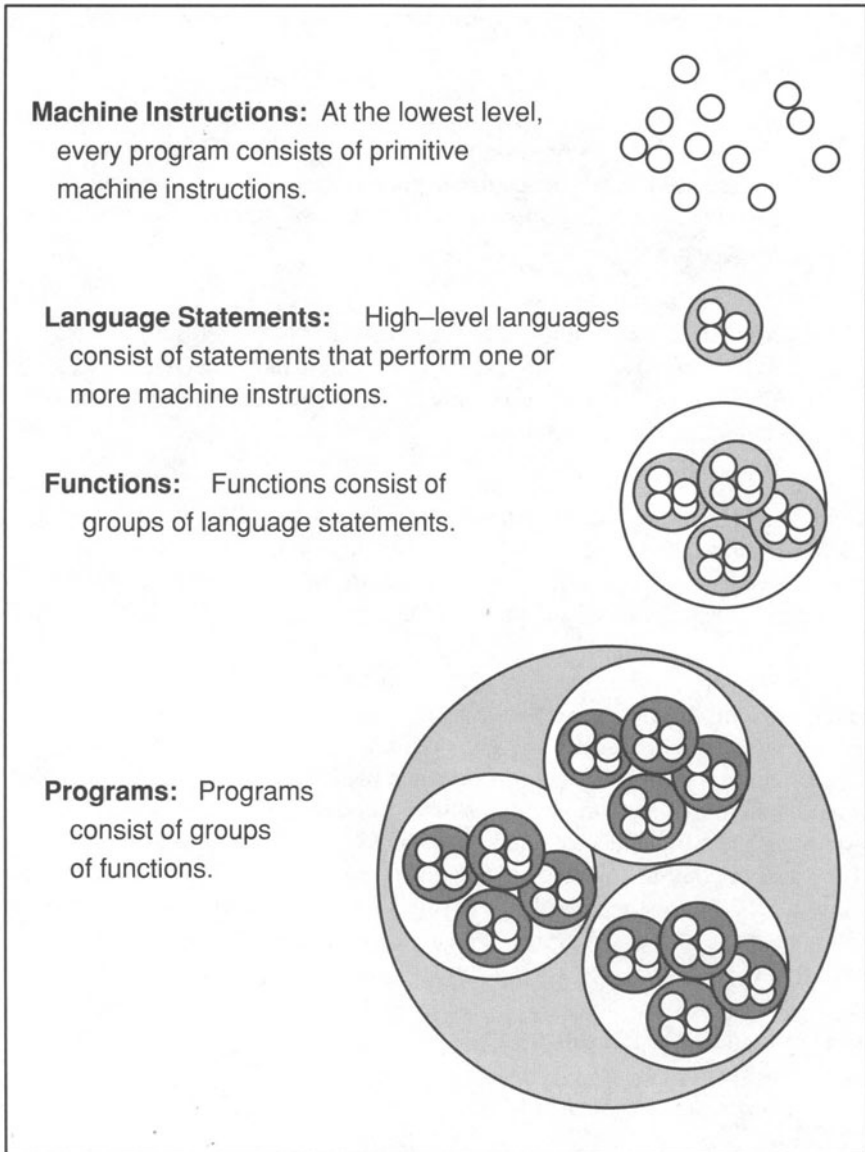 Machine Instructions: At the lowest level,
every program consists of primitive
machine instructions.
Language Statements: High–level languages
consist of statements that perform one or
more machine instructions.
Functions: Functions consist of
groups of language statements.
Programs: Programs
consist of groups
of functions.